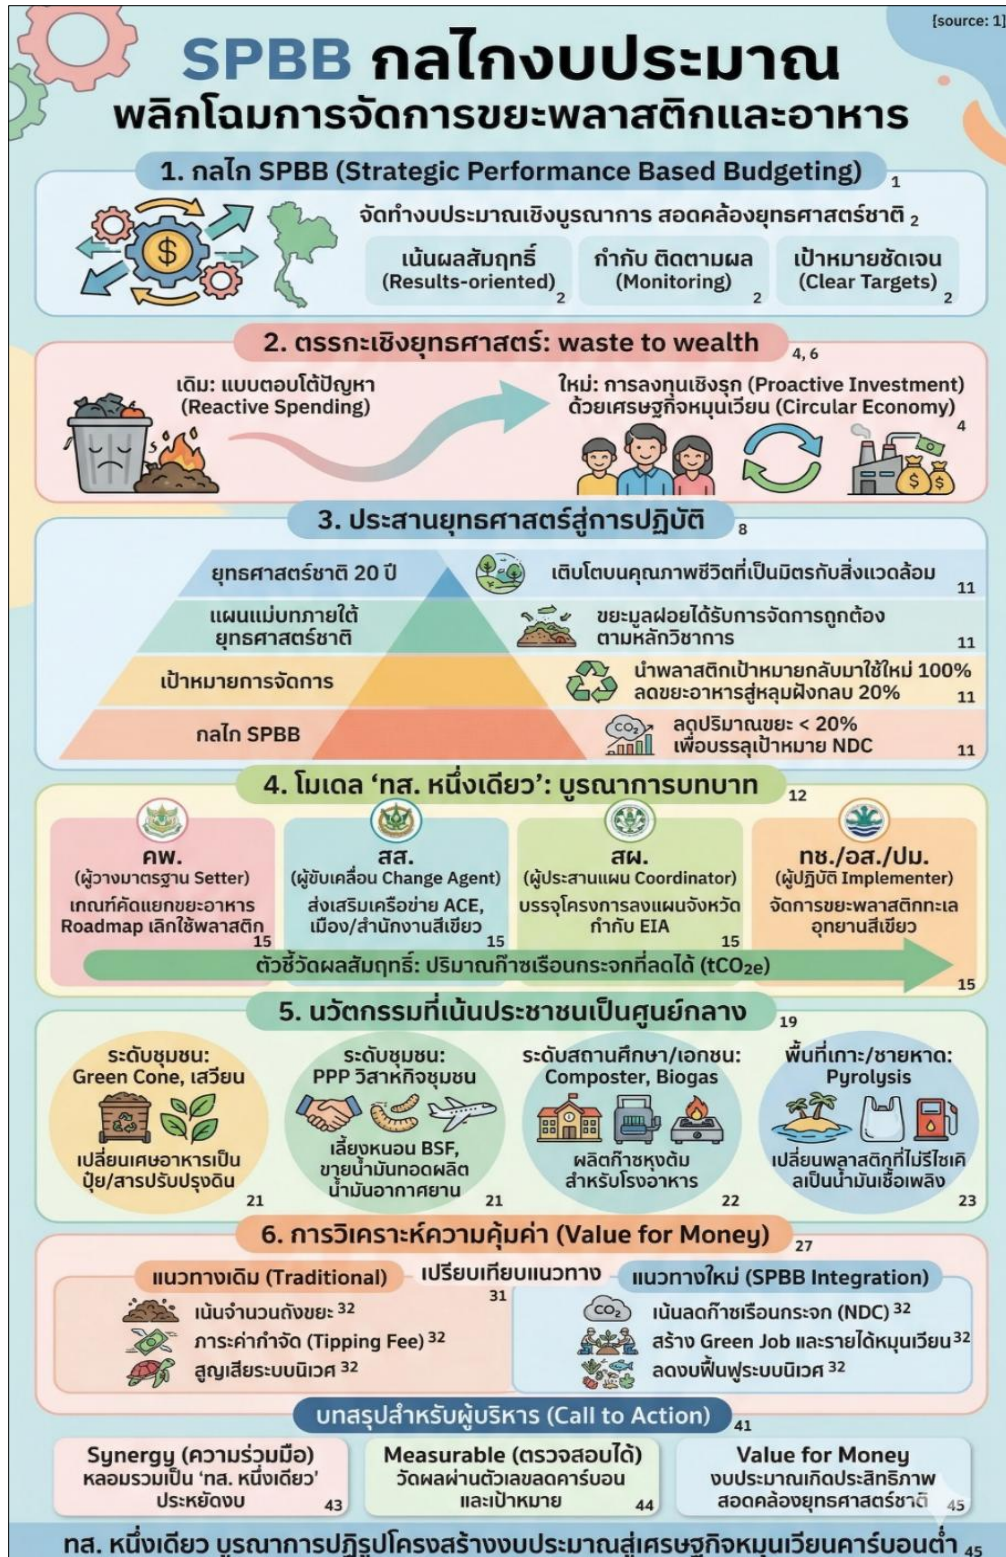 [source: 1]
SPBB กลไกงบประมาณ
พลิกโฉมการจัดการขยะพลาสติกและอาหาร
1. กลไก SPBB (Strategic Performance Based Budgeting) 1
จัดทำงบประมาณเชิงบูรณาการ สอดคล้องยุทธศาสตร์ชาติ 2
เน้นผลสัมฤทธิ์
(Results-oriented) 2
กำกับ ติดตามผล
(Monitoring) 2
เป้าหมายชัดเจน
(Clear Targets) 2
2. ตรรกะเชิงยุทธศาสตร์: waste to wealth 4, 6
เดิม: แบบตอบโต้ปัญหา
(Reactive Spending)
ใหม่: การลงทุนเชิงรุก (Proactive Investment)
ด้วยเศรษฐกิจหมุนเวียน (Circular Economy) 4
3. ประสานยุทธศาสตร์สู่การปฏิบัติ 8
ยุทธศาสตร์ชาติ 20 ปี
เติบโตบนคุณภาพชีวิตที่เป็นมิตรกับสิ่งแวดล้อม 11
แผนแม่บทภายใต้
ยุทธศาสตร์ชาติ
ขยะมูลฝอยได้รับการจัดการถูกต้อง
ตามหลักวิชาการ 11
เป้าหมายการจัดการ
นำพลาสติกเป้าหมายกลับมาใช้ใหม่ 100%
ลดขยะอาหารสู่หลุมฝังกลบ 20% 11
กลไก SPBB
CO2
ลดปริมาณขยะ < 20%
เพื่อบรรลุเป้าหมาย NDC 11
4. โมเดล ‘ทส. หนึ่งเดียว’: บูรณาการบทบาท 12
คพ.
(ผู้วางมาตรฐาน Setter)
เกณฑ์คัดแยกขยะอาหาร
Roadmap เลิกใช้พลาสติก
15
สส.
(ผู้ขับเคลื่อน Change Agent)
ส่งเสริมเครือข่าย ACE,
เมือง/สำนักงานสีเขียว
15
สผ.
(ผู้ประสานแผน Coordinator)
บรรจุโครงการลงแผนจังหวัด
กำกับ EIA
15
ทช./อส./ปม.
(ผู้ปฏิบัติ Implementer)
จัดการขยะพลาสติกทะเล
อุทยานสีเขียว
ตัวชี้วัดผลสัมฤทธิ์: ปริมาณก๊าซเรือนกระจกที่ลดได้ (tCO2e)
15
5. นวัตกรรมที่เน้นประชาชนเป็นศูนย์กลาง 19
ระดับชุมชน:
Green Cone, เสวียน
เปลี่ยนเศษอาหารเป็น
ปุ๋ย/สารปรับปรุงดิน
21
ระดับชุมชน:
PPP วิสาหกิจชุมชน
เลี้ยงหนอน BSF,
ขายน้ำมันทอดผลิต
น้ำมันอากาศยาน
21
ระดับสถานศึกษา/เอกชน:
Composter, Biogas
ผลิตก๊าซหุงต้ม
สำหรับโรงอาหาร
22
พื้นที่เกาะ/ชายหาด:
Pyrolysis
เปลี่ยนพลาสติกที่ไม่รีไซเคิ
ลเป็นน้ำมันเชื้อเพลิง
23
6. การวิเคราะห์ความคุ้มค่า (Value for Money) 27
เปรียบเทียบแนวทาง
31
แนวทางเดิม (Traditional)
เน้นจำนวนถังขยะ 32
ภาระค่ากำจัด (Tipping Fee) 32
สูญเสียระบบนิเวศ 32
แนวทางใหม่ (SPBB Integration)
CO2
เน้นลดก๊าซเรือนกระจก (NDC) 32
สร้าง Green Job และรายได้หมุนเวียน 32
ลดงบฟื้นฟูระบบนิเวศ 32
บทสรุปสำหรับผู้บริหาร (Call to Action) 41
Synergy (ความร่วมมือ)
หลอมรวมเป็น ‘ทส. หนึ่งเดียว’
ประหยัดงบ 43
Measurable (ตรวจสอบได้)
วัดผลผ่านตัวเลขลดคาร์บอน
และเป้าหมาย 44
Value for Money
งบประมาณเกิดประสิทธิภาพ
สอดคล้องยุทธศาสตร์ชาติ 45
ทส. หนึ่งเดียว บูรณาการปฏิรูปโครงสร้างงบประมาณสู่เศรษฐกิจหมุนเวียนคาร์บอนต่ำ 45